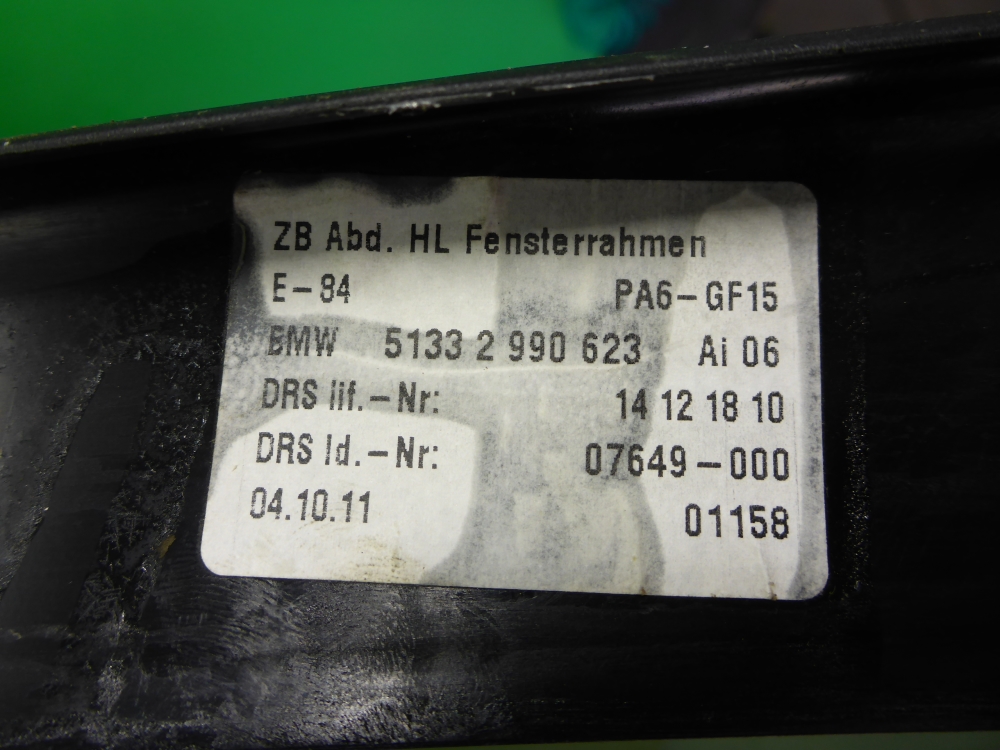 ZB Abd. HL Fensterrahmen
E-84 PA6-GF15
BMW 5133 2 990 623 Ai 06
DRS lif.-Nr: 14 12 18 10
DRS Id.-Nr: 07649-000
04.10.11 01158